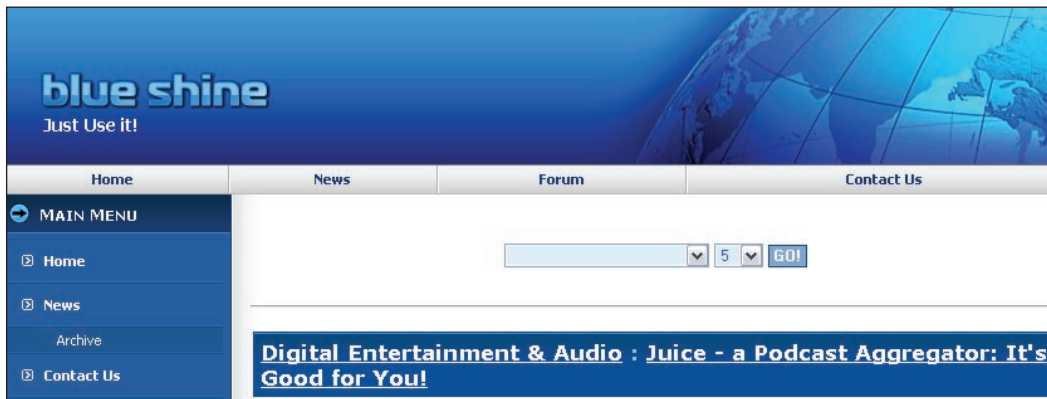 blue shine
Just Use it!
Home News Forum Contact Us
MAIN MENU
Home
News
Archive
Contact Us
5 GO!
Digital Entertainment & Audio : Juice - a Podcast Aggregator: It's
Good for You!